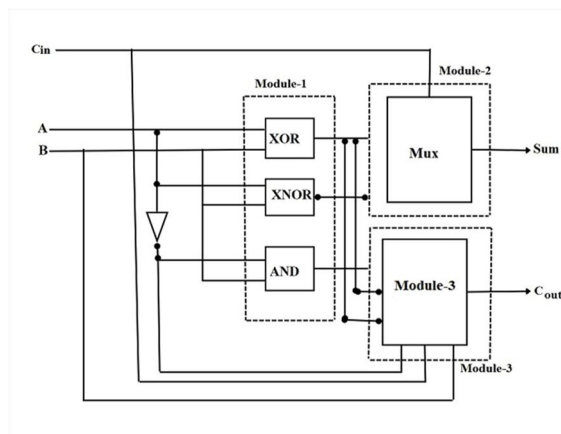 Cin
Module-1
Module-2
A
B
XOR
Mux
Sum
XNOR
AND
Module-3
Cout
Module-3